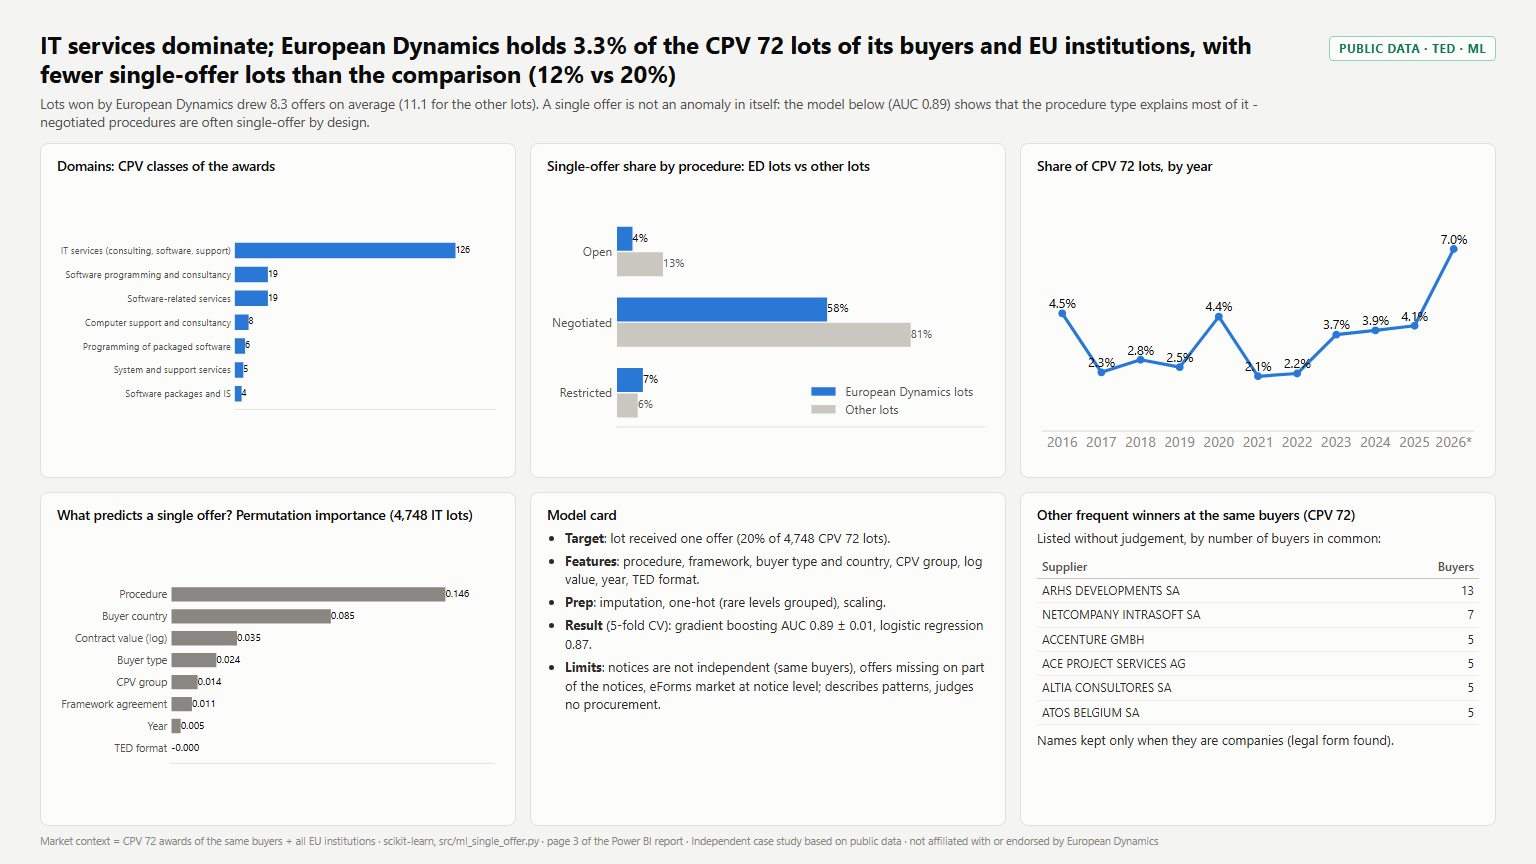 IT services dominate; European Dynamics holds 3.3% of the CPV 72 lots of its buyers and EU institutions, with
fewer single-offer lots than the comparison (12% vs 20%)
PUBLIC DATA · TED · ML
Lots won by European Dynamics drew 8.3 offers on average (11.1 for the other lots). A single offer is not an anomaly in itself: the model below (AUC 0.89) shows that the procedure type explains most of it -
negotiated procedures are often single-offer by design.
Domains: CPV classes of the awards
IT services (consulting, software, support) 126
Software programming and consultancy 19
Software-related services 19
Computer support and consultancy 8
Programming of packaged software 6
System and support services 5
Software packages and IS 4
Single-offer share by procedure: ED lots vs other lots
Open 4%
13%
Negotiated 58%
81%
Restricted 7%
6%
European Dynamics lots
Other lots
Share of CPV 72 lots, by year
4.5% 2.3% 2.8% 2.5% 4.4% 2.1% 2.2% 3.7% 3.9% 4.1% 7.0%
2016 2017 2018 2019 2020 2021 2022 2023 2024 2025 2026*
What predicts a single offer? Permutation importance (4,748 IT lots)
Procedure 0.146
Buyer country 0.085
Contract value (log) 0.035
Buyer type 0.024
CPV group 0.014
Framework agreement 0.011
Year 0.005
TED format -0.000
Model card
• Target: lot received one offer (20% of 4,748 CPV 72 lots).
• Features: procedure, framework, buyer type and country, CPV group, log
value, year, TED format.
• Prep: imputation, one-hot (rare levels grouped), scaling.
• Result (5-fold CV): gradient boosting AUC 0.89 ± 0.01, logistic regression
0.87.
• Limits: notices are not independent (same buyers), offers missing on part
of the notices, eForms market at notice level; describes patterns, judges
no procurement.
Other frequent winners at the same buyers (CPV 72)
Listed without judgement, by number of buyers in common:
Supplier Buyers
ARHS DEVELOPMENTS SA 13
NETCOMPANY INTRASOFT SA 7
ACCENTURE GMBH 5
ACE PROJECT SERVICES AG 5
ALTIA CONSULTORES SA 5
ATOS BELGIUM SA 5
Names kept only when they are companies (legal form found).
Market context = CPV 72 awards of the same buyers + all EU institutions · scikit-learn, src/ml_single_offer.py · page 3 of the Power BI report · Independent case study based on public data · not affiliated with or endorsed by European Dynamics